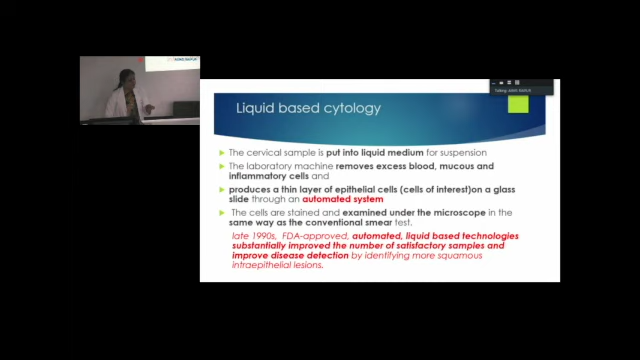 Liquid based cytology
The cervical sample is put into liquid medium for suspension
The laboratory machine removes excess blood, mucous and
inflammatory cells and
produces a thin layer of epithelial cells (cells of interest)on a glass
slide through an automated system
The cells are stained and examined under the microscope in the
same way as the conventional smear test.
late 1990s, FDA-approved, automated, liquid based technologies
substantially improved the number of satisfactory samples and
improve disease detection by identifying more squamous
intraepithelial lesions.